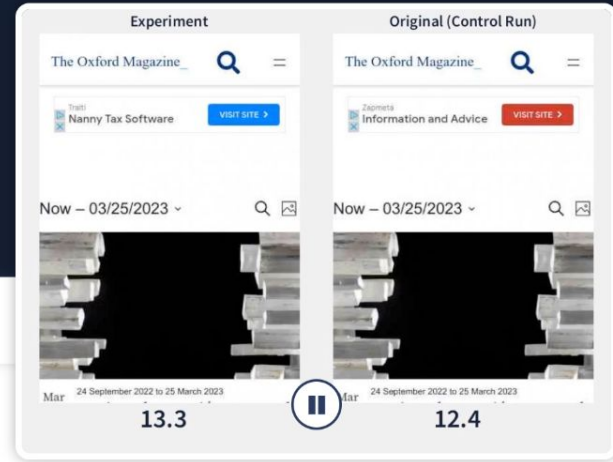 Experiment
The Oxford Magazine_
Traiti
Nanny Tax Software
VISIT SITE >
Now – 03/25/2023
24 September 2022 to 25 March 2023
Mar
13.3
Original (Control Run)
The Oxford Magazine_
Zapmeta
Information and Advice
VISIT SITE >
Now – 03/25/2023
24 September 2022 to 25 March 2023
Mar
12.4